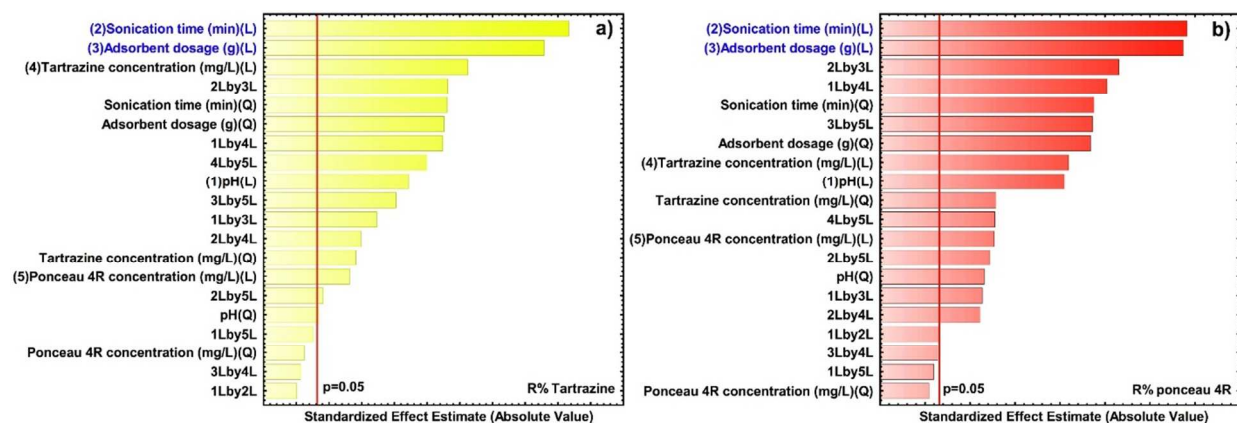 a)
(2)Sonication time (min)(L)
(3)Adsorbent dosage (g)(L)
(4)Tartrazine concentration (mg/L)(L)
2Lby3L
Sonication time (min)(Q)
Adsorbent dosage (g)(Q)
1Lby4L
4Lby5L
(1)pH(L)
3Lby5L
1Lby3L
2Lby4L
Tartrazine concentration (mg/L)(Q)
(5)Ponceau 4R concentration (mg/L)(L)
2Lby5L
pH(Q)
1Lby5L
Ponceau 4R concentration (mg/L)(Q)
3Lby4L
1Lby2L
p=0.05
R% Tartrazine
Standardized Effect Estimate (Absolute Value)
b)
(2)Sonication time (min)(L)
(3)Adsorbent dosage (g)(L)
2Lby3L
1Lby4L
Sonication time (min)(Q)
3Lby5L
Adsorbent dosage (g)(Q)
(4)Tartrazine concentration (mg/L)(L)
(1)pH(L)
Tartrazine concentration (mg/L)(Q)
4Lby5L
(5)Ponceau 4R concentration (mg/L)(L)
2Lby5L
pH(Q)
1Lby3L
2Lby4L
1Lby2L
3Lby4L
1Lby5L
Ponceau 4R concentration (mg/L)(Q)
p=0.05
R% ponceau 4R
Standardized Effect Estimate (Absolute Value)